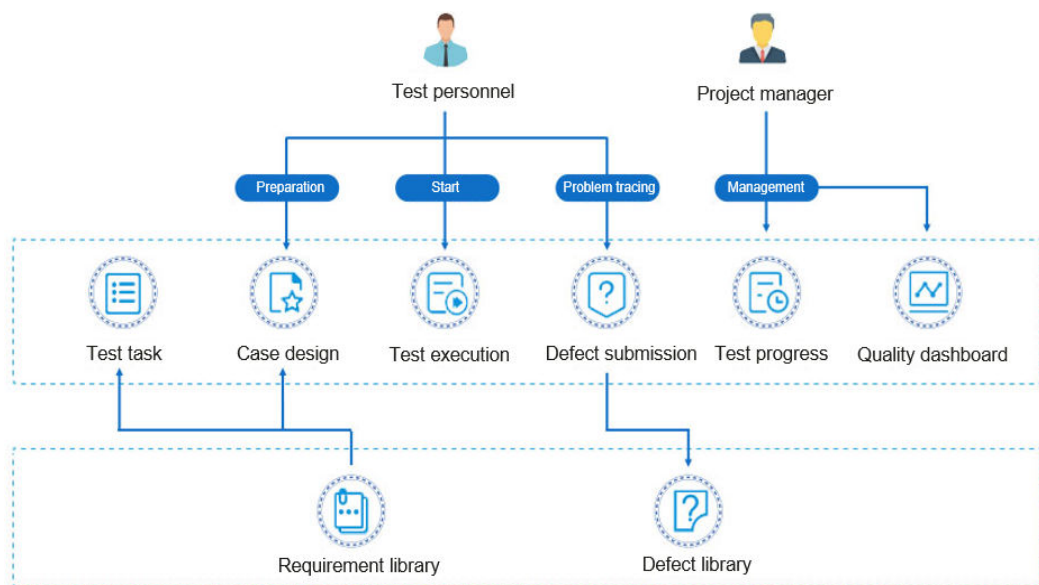 Test personnel
Project manager
Preparation
Start
Problem tracing
Management
Test task
Case design
Test execution
Defect submission
Test progress
Quality dashboard
Requirement library
Defect library